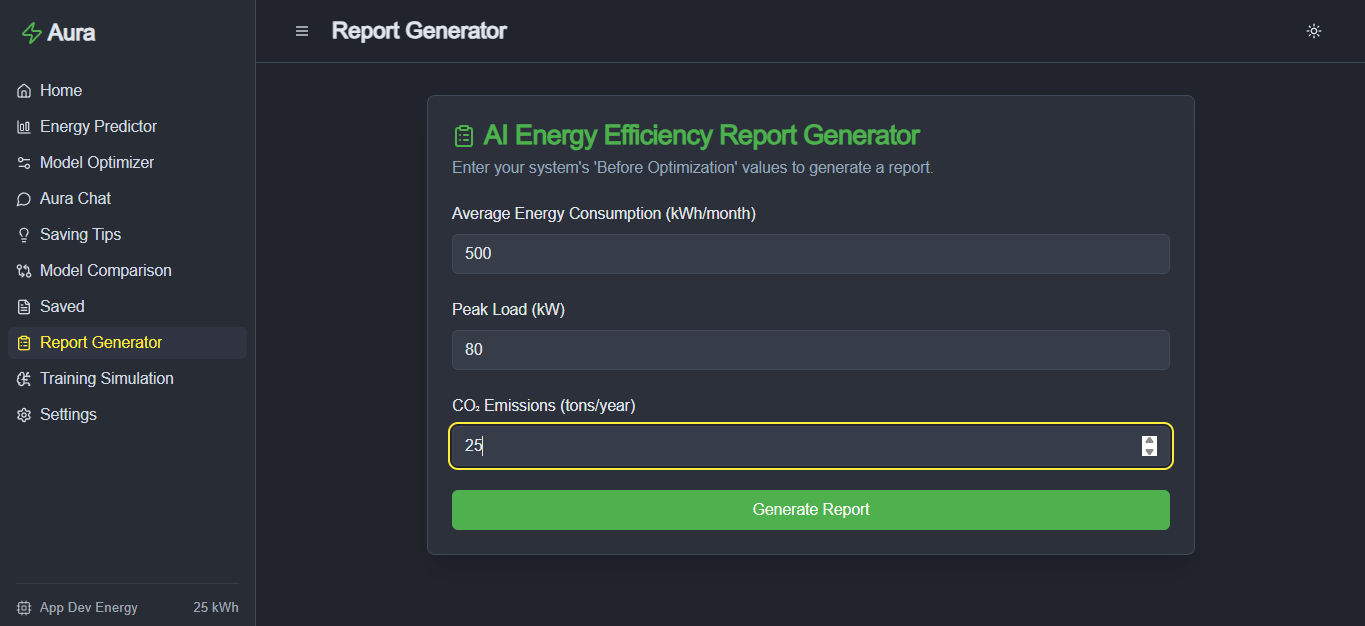 Aura
Report Generator
Home
Energy Predictor
Model Optimizer
Aura Chat
Saving Tips
Model Comparison
Saved
Report Generator
Training Simulation
Settings
App Dev Energy 25 kWh
AI Energy Efficiency Report Generator
Enter your system's 'Before Optimization' values to generate a report.
Average Energy Consumption (kWh/month)
500
Peak Load (kW)
80
CO₂ Emissions (tons/year)
25
Generate Report